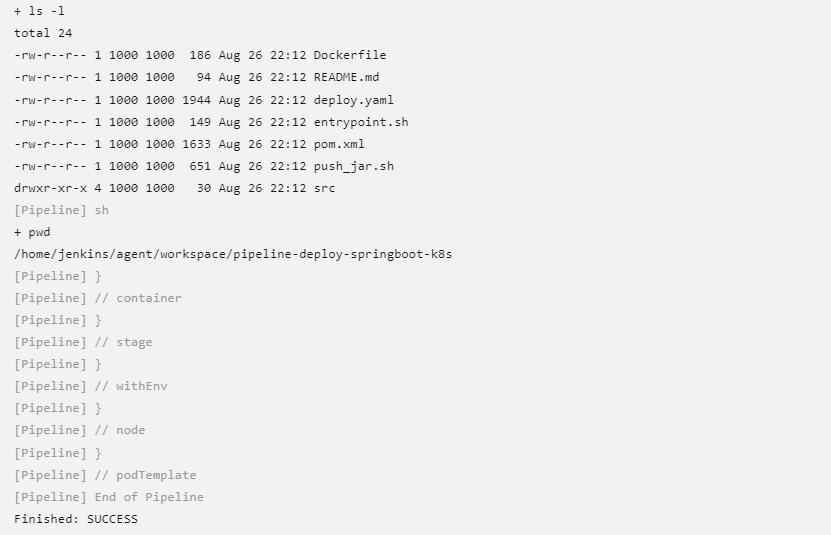 + ls -l
total 24
-rw-r--r-- 1 1000 1000  186 Aug 26 22:12 Dockerfile
-rw-r--r-- 1 1000 1000   94 Aug 26 22:12 README.md
-rw-r--r-- 1 1000 1000 1944 Aug 26 22:12 deploy.yaml
-rw-r--r-- 1 1000 1000  149 Aug 26 22:12 entrypoint.sh
-rw-r--r-- 1 1000 1000 1633 Aug 26 22:12 pom.xml
-rw-r--r-- 1 1000 1000  651 Aug 26 22:12 push_jar.sh
drwxr-xr-x 4 1000 1000   30 Aug 26 22:12 src
[Pipeline] sh
+ pwd
/home/jenkins/agent/workspace/pipeline-deploy-springboot-k8s
[Pipeline] }
[Pipeline] // container
[Pipeline] }
[Pipeline] // stage
[Pipeline] }
[Pipeline] // withEnv
[Pipeline] }
[Pipeline] // node
[Pipeline] }
[Pipeline] // podTemplate
[Pipeline] End of Pipeline
Finished: SUCCESS